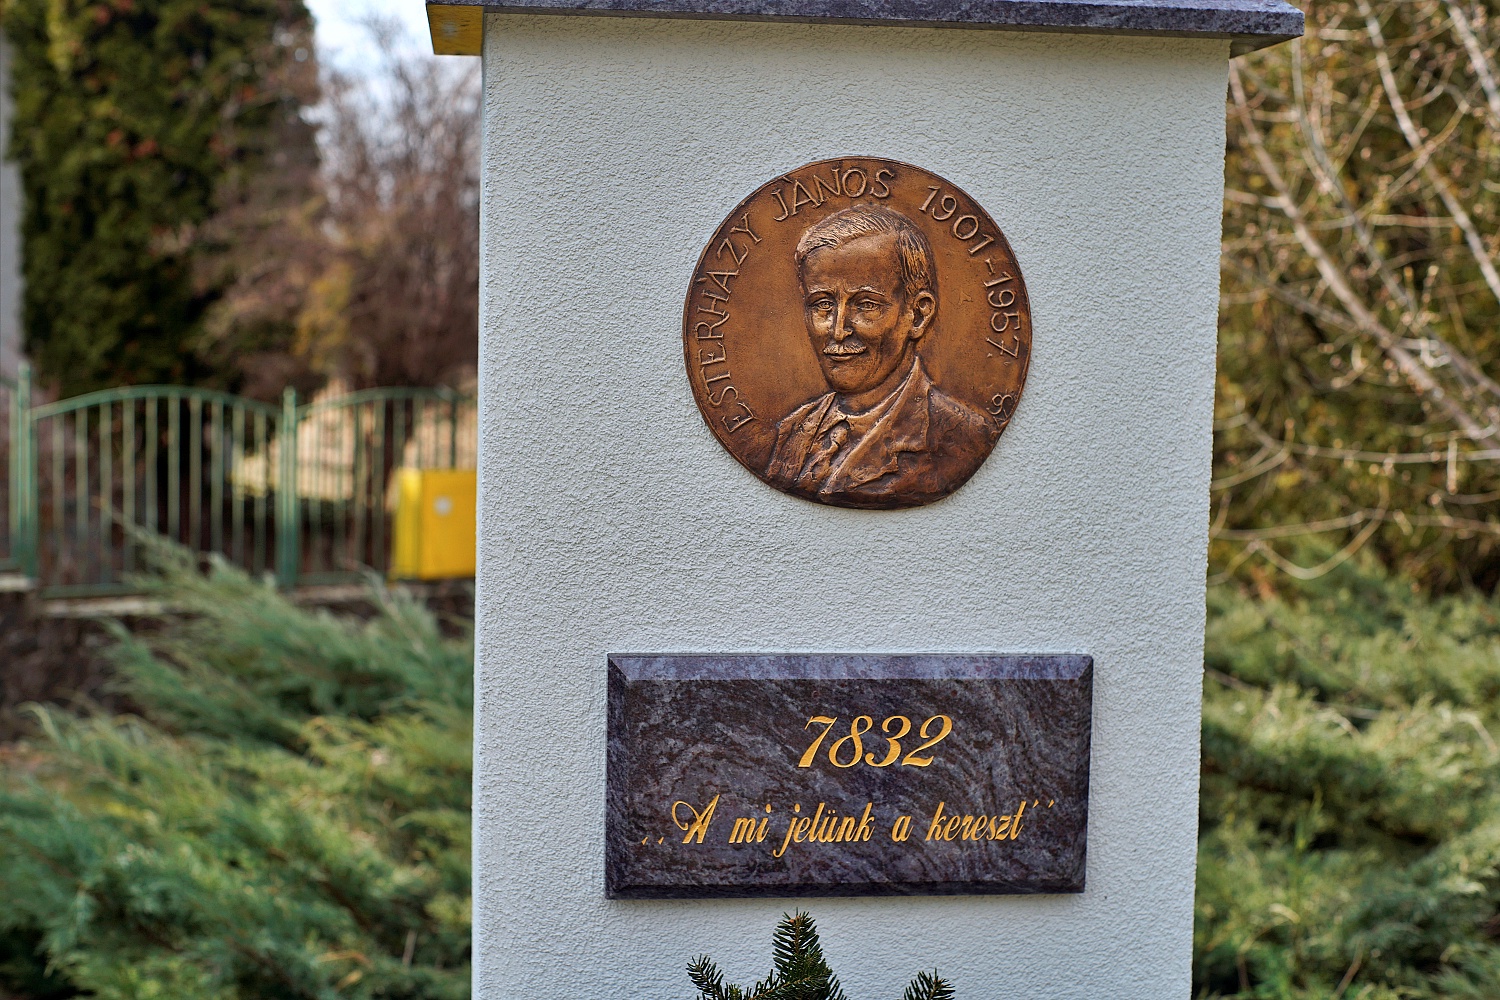 ESTERHÁZY JÁNOS 1901-1957.
7832
,,A mi jelünk a kereszt''